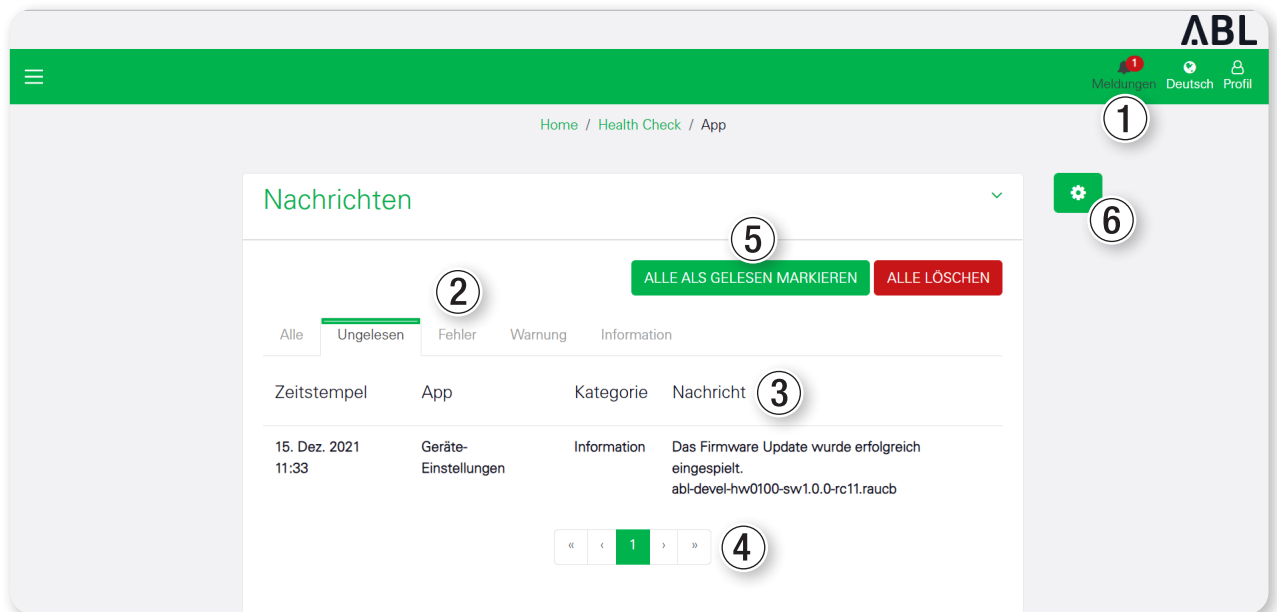 ABL
1
Meldungen Deutsch Profil
1
Home / Health Check / App
Nachrichten
6
5
ALLE ALS GELESEN MARKIEREN ALLE LÖSCHEN
2
Alle Ungelesen Fehler Warnung Information
Zeitstempel App Kategorie Nachricht 3
15. Dez. 2021 Geräte- Information Das Firmware Update wurde erfolgreich
11:33 Einstellungen eingespielt.
abl-devel-hw0100-sw1.0.0-rc11.raucb
« ‹ 1 › » 4